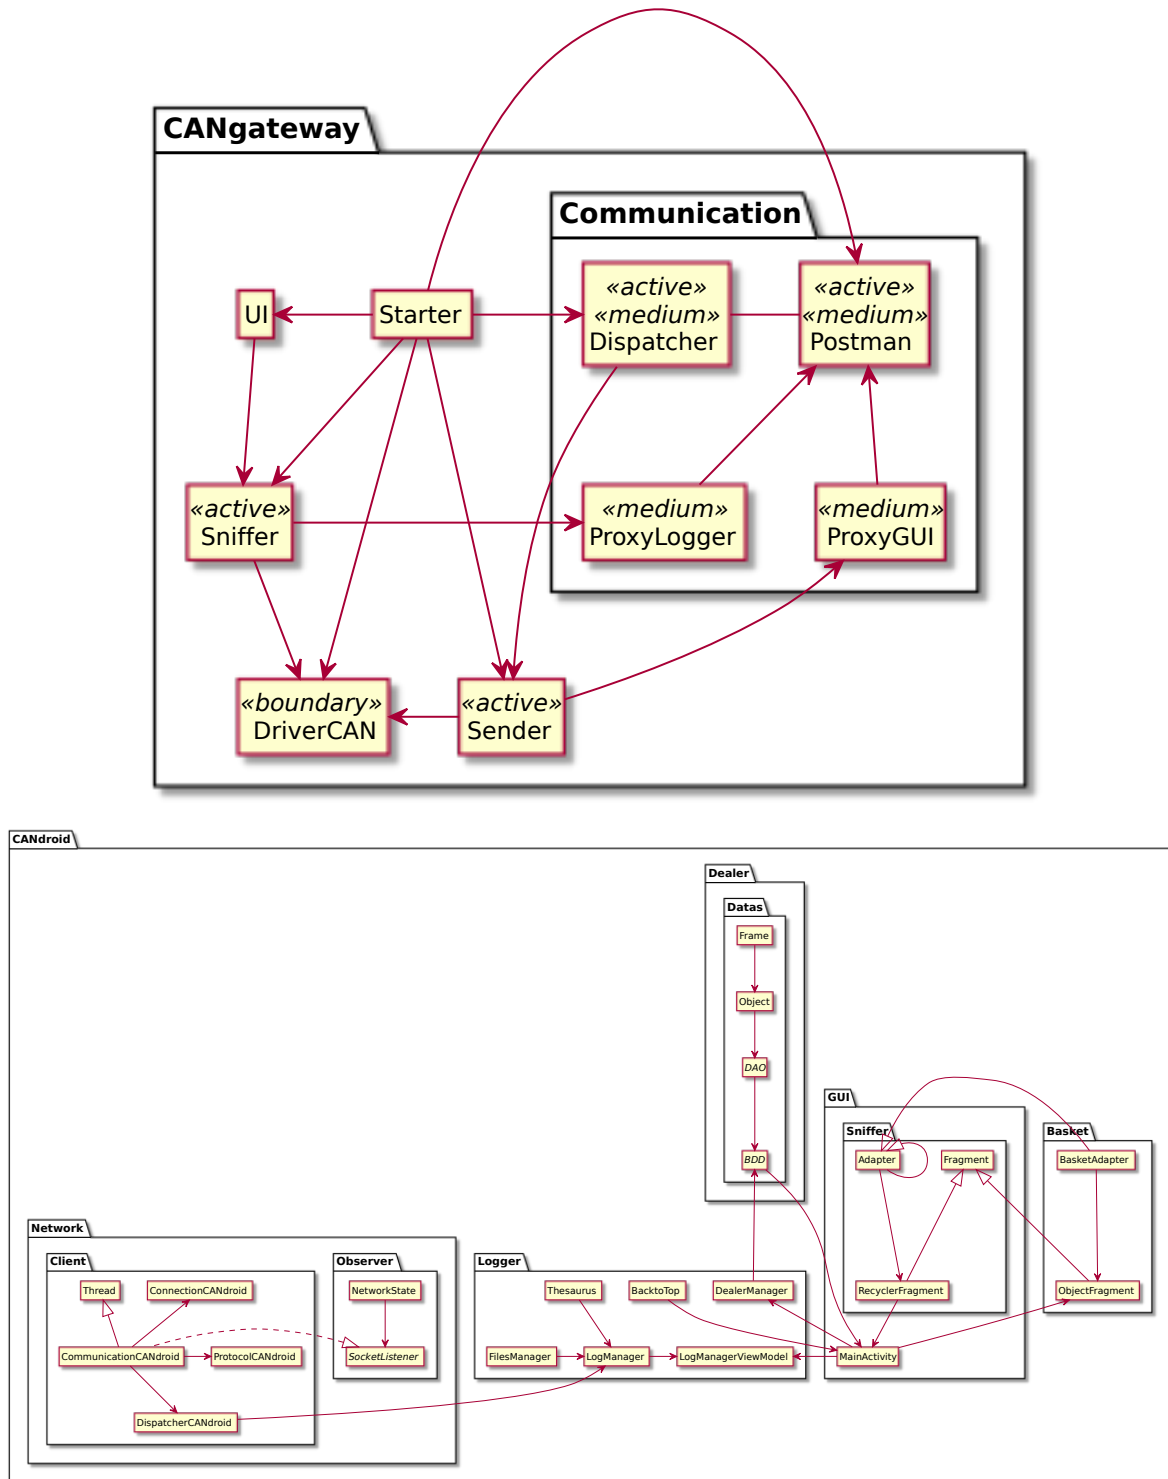 CANgateway
Communication
«active»
«medium»
Dispatcher
«active»
«medium»
Postman
UI
Starter
«active»
Sniffer
«medium»
ProxyLogger
«medium»
ProxyGUI
«boundary»
DriverCAN
«active»
Sender
CANdroid
Dealer
Datas
Frame
Object
DAO
BDD
GUI
Sniffer
Adapter
Fragment
RecyclerFragment
MainActivity
Basket
BasketAdapter
ObjectFragment
Network
Client
Thread
ConnectionCANdroid
CommunicationCANdroid
ProtocolCANdroid
DispatcherCANdroid
Observer
NetworkState
SocketListener
Logger
Thesaurus
BacktoTop
DealerManager
FilesManager
LogManager
LogManagerViewModel